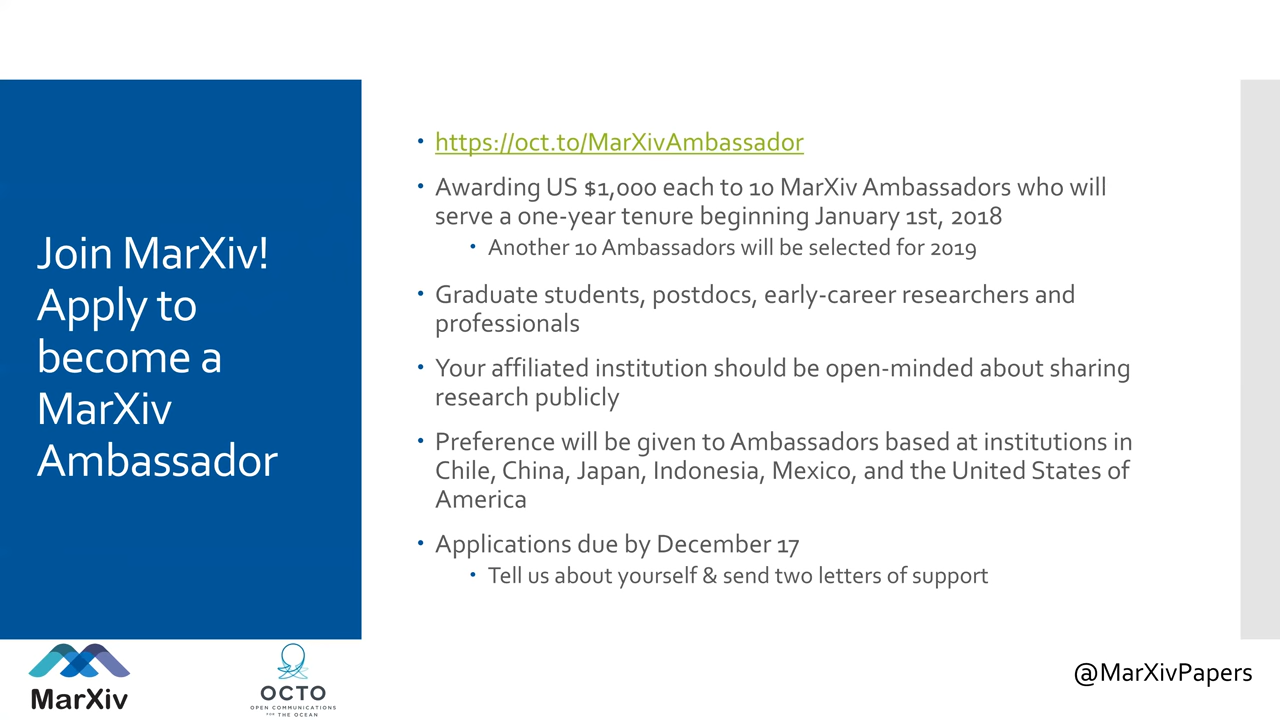 Join MarXiv!
Apply to
become a
MarXiv
Ambassador
• https://oct.to/MarXivAmbassador
• Awarding US $1,000 each to 10 MarXiv Ambassadors who will
serve a one-year tenure beginning January 1st, 2018
• Another 10 Ambassadors will be selected for 2019
• Graduate students, postdocs, early-career researchers and
professionals
• Your affiliated institution should be open-minded about sharing
research publicly
• Preference will be given to Ambassadors based at institutions in
Chile, China, Japan, Indonesia, Mexico, and the United States of
America
• Applications due by December 17
• Tell us about yourself & send two letters of support
MarXiv
OCTO
OPEN COMMUNICATIONS
FOR THE OCEAN
@MarXivPapers